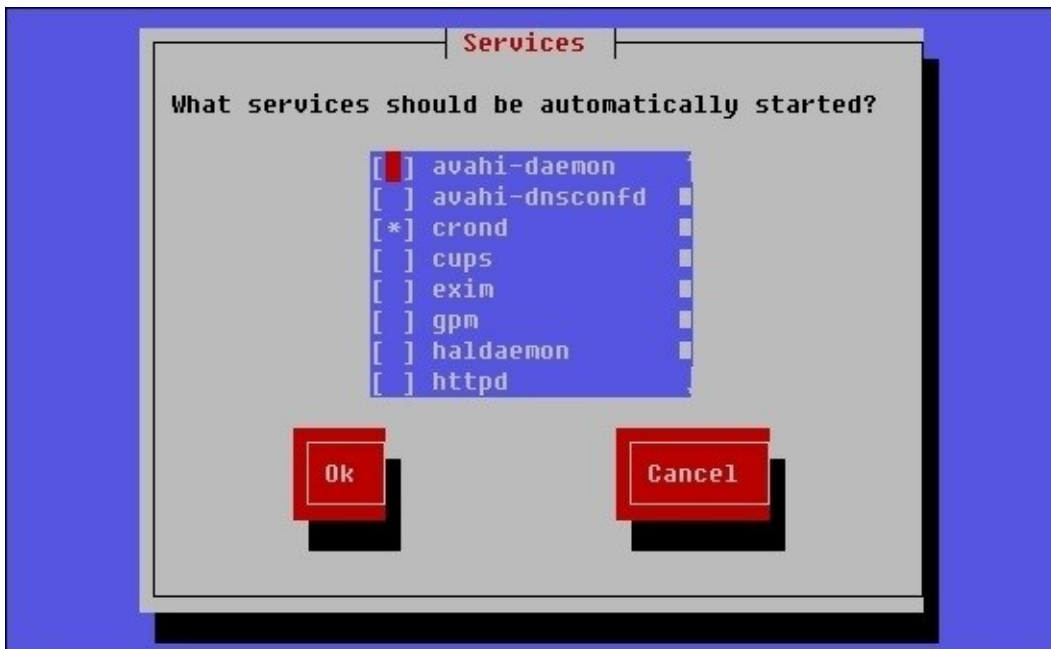 Services
What services should be automatically started?
[ ] avahi-daemon
[ ] avahi-dnsconfd
[*] crond
[ ] cups
[ ] exim
[ ] gpm
[ ] haldaemon
[ ] httpd
Ok Cancel